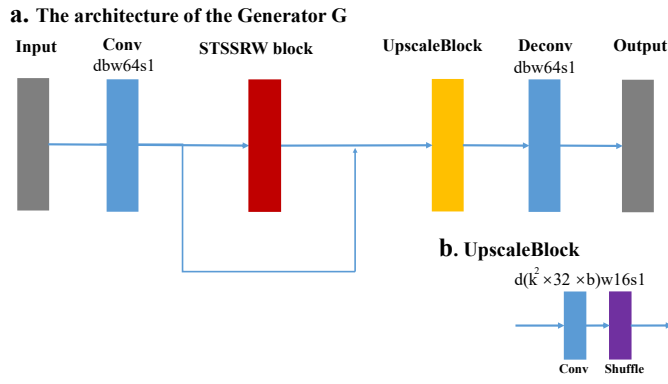 a. The architecture of the Generator G
Input
Conv
dbw64s1
STSSRW block
UpscaleBlock
Deconv
dbw64s1
Output
b. UpscaleBlock
d(k² ×32 ×b)w16s1
Conv
Shuffle